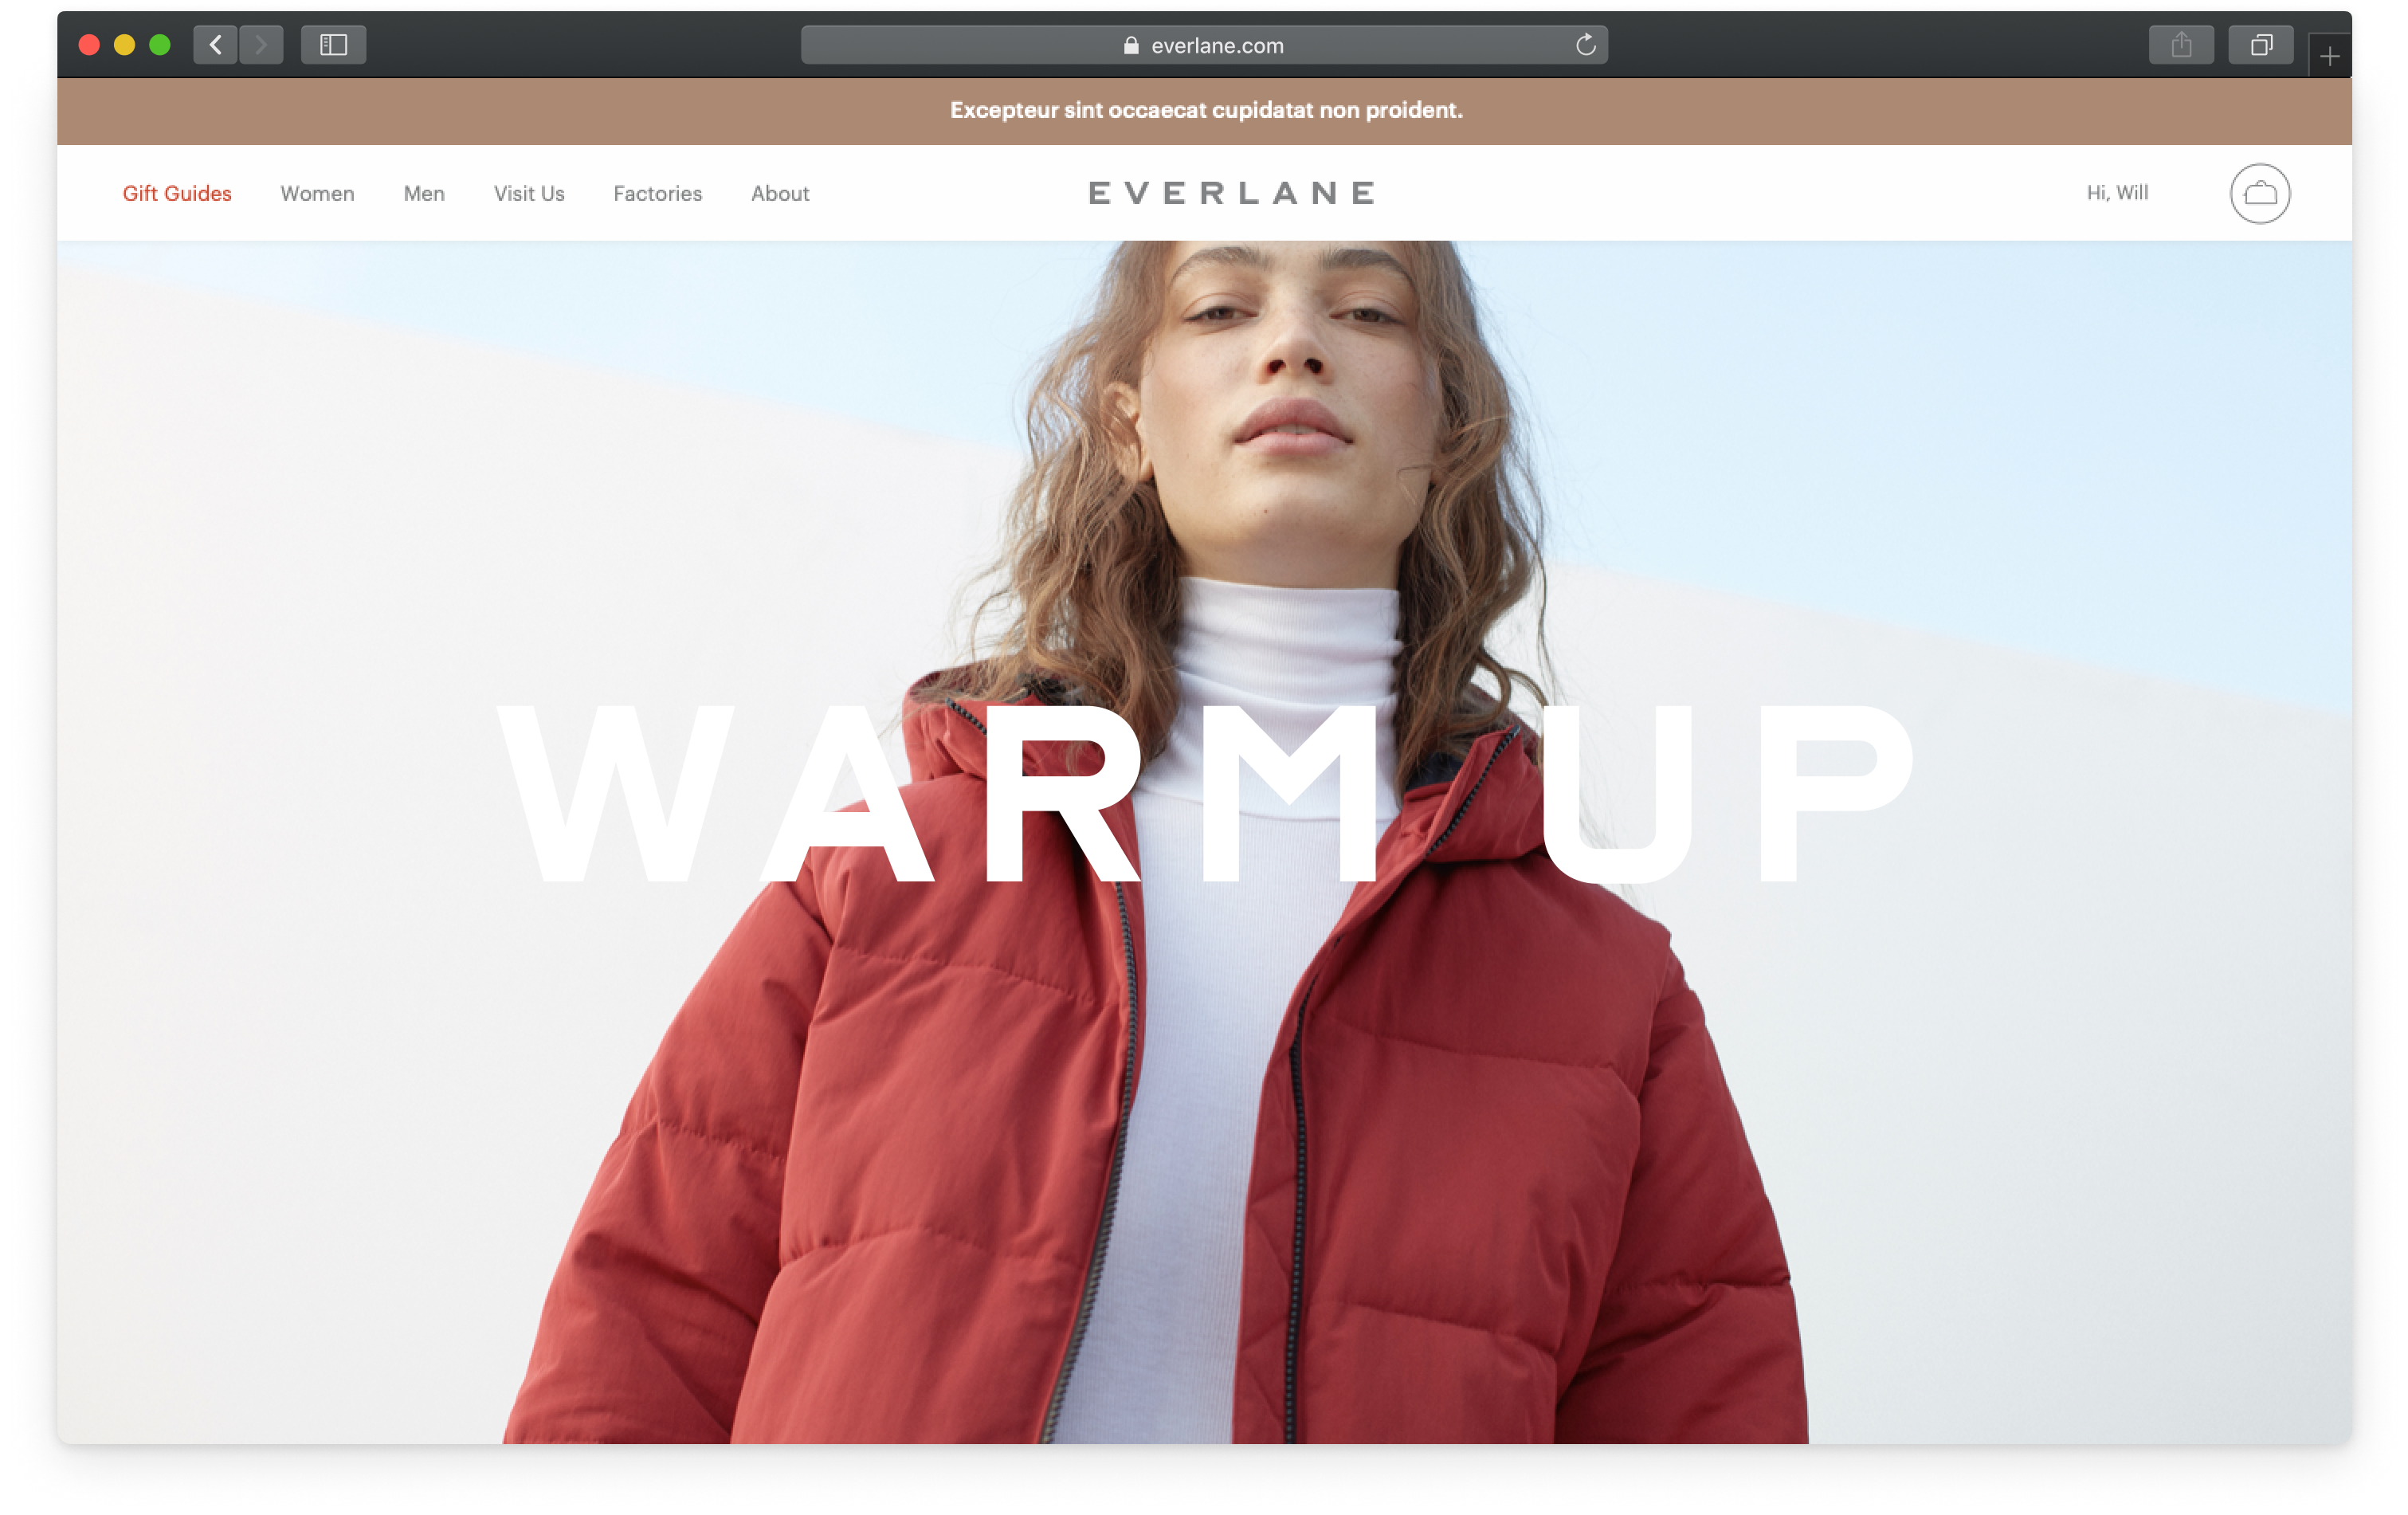 everlane.com
Excepteur sint occaecat cupidatat non proident.
Gift Guides Women Men Visit Us Factories About EVERLANE Hi, Will
WARM UP